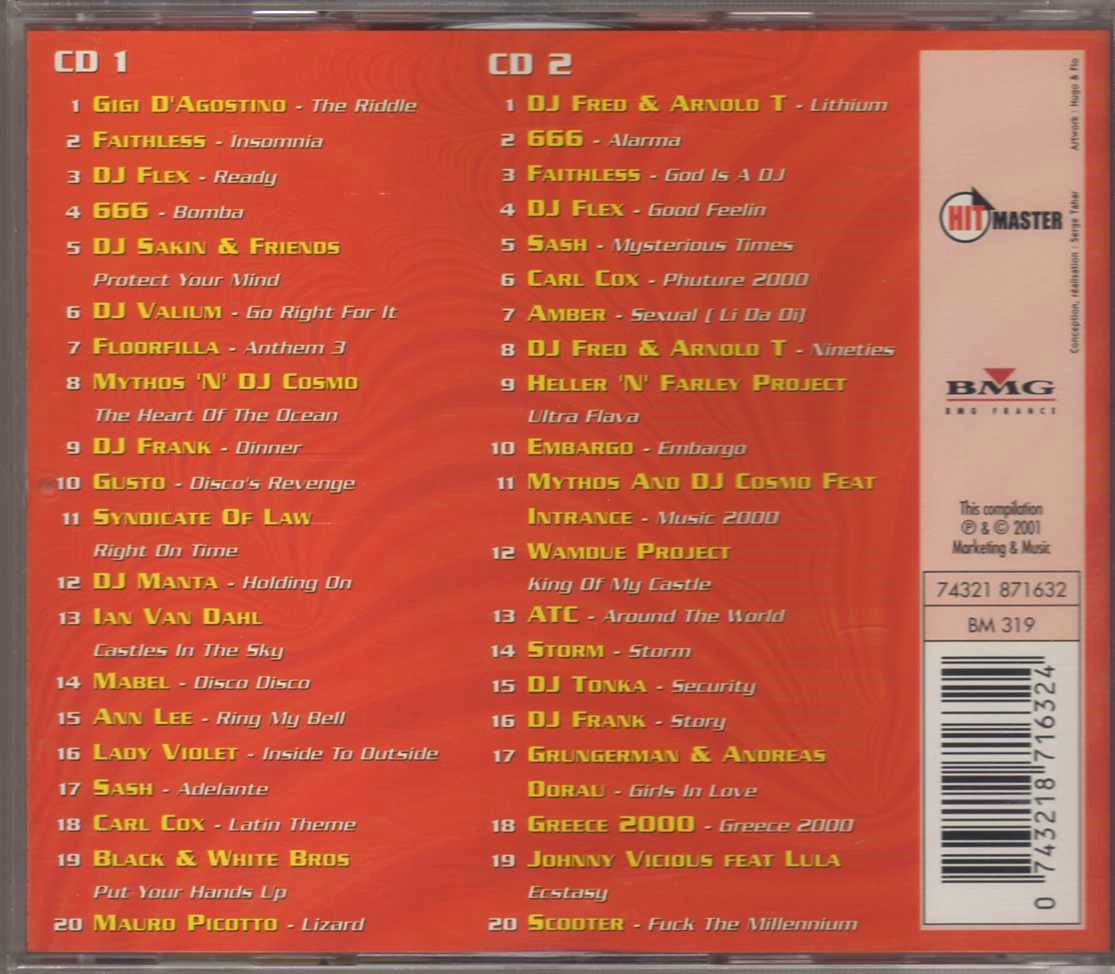 CD 1
1 GIGI D'AGOSTINO - The Riddle
2 FAITHLESS - Insomnia
3 DJ FLEX - Ready
4 666 - Bomba
5 DJ SAKIN & FRIENDS
Protect Your Mind
6 DJ VALIUM - Go Right For It
7 FLOORFILLA - Anthem 3
8 MYTHOS 'N' DJ COSMO
The Heart Of The Ocean
9 DJ FRANK - Dinner
10 GUSTO - Disco's Revenge
11 SYNDICATE OF LAW
Right On Time
12 DJ MANTA - Holding On
13 IAN VAN DAHL
Castles In The Sky
14 MABEL - Disco Disco
15 ANN LEE - Ring My Bell
16 LADY VIOLET - Inside To Outside
17 SASH - Adelante
18 CARL COX - Latin Theme
19 BLACK & WHITE BROS
Put Your Hands Up
20 MAURO PICOTTO - Lizard
CD 2
1 DJ FRED & ARNOLD T - Lithium
2 666 - Alarma
3 FAITHLESS - God Is A DJ
4 DJ FLEX - Good Feelin
5 SASH - Mysterious Times
6 CARL COX - Phuture 2000
7 AMBER - Sexual ( Li Da Di)
8 DJ FRED & ARNOLD T - Nineties
9 HELLER 'N' FARLEY PROJECT
Ultra Flava
10 EMBARGO - Embargo
11 MYTHOS AND DJ COSMO FEAT
INTRANCE - Music 2000
12 WAMDUE PROJECT
King Of My Castle
13 ATC - Around The World
14 STORM - Storm
15 DJ TONKA - Security
16 DJ FRANK - Story
17 GRUNGERMAN & ANDREAS
DORAU - Girls In Love
18 GREECE 2000 - Greece 2000
19 JOHNNY VICIOUS FEAT LULA
Ecstasy
20 SCOOTER - Fuck The Millennium
Conception, réalisation : Serge Tahar Artwork : Hugo & Flo
HIT MASTER
BMG
BMG FRANCE
This compilation
℗ & © 2001
Marketing & Music
74321 871632
BM 319
0 743218 716324